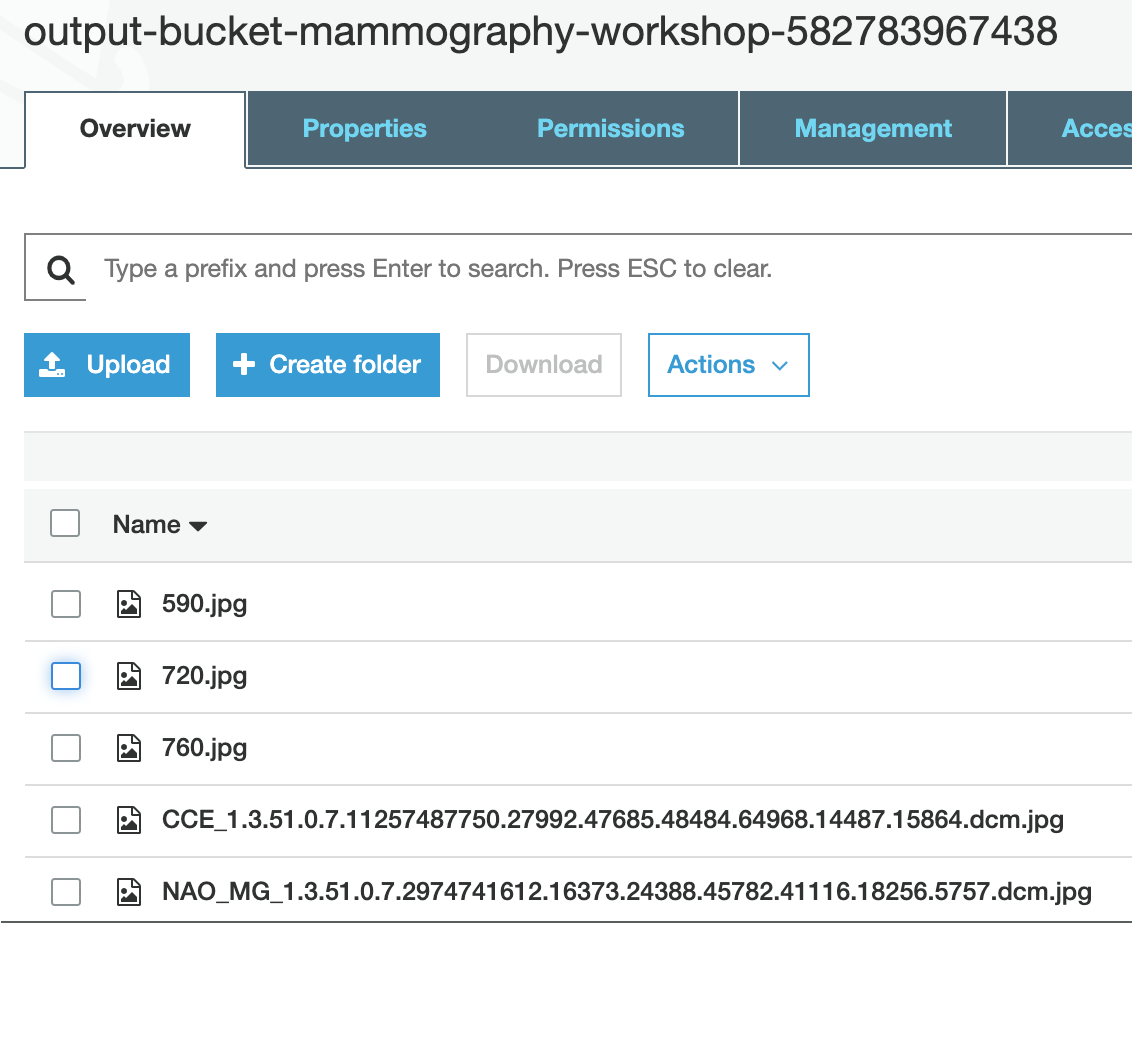 output-bucket-mammography-workshop-582783967438
Overview Properties Permissions Management Acces
Type a prefix and press Enter to search. Press ESC to clear.
Upload Create folder Download Actions
Name
590.jpg
720.jpg
760.jpg
CCE_1.3.51.0.7.11257487750.27992.47685.48484.64968.14487.15864.dcm.jpg
NAO_MG_1.3.51.0.7.2974741612.16373.24388.45782.41116.18256.5757.dcm.jpg